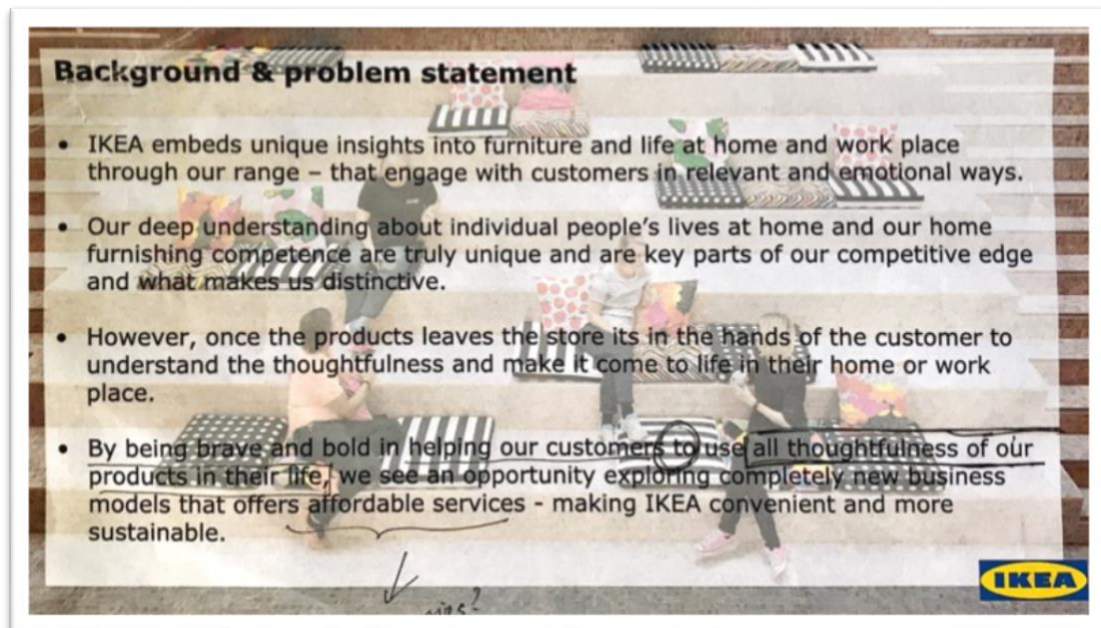 Background & problem statement
• IKEA embeds unique insights into furniture and life at home and work place
through our range – that engage with customers in relevant and emotional ways.
• Our deep understanding about individual people's lives at home and our home
furnishing competence are truly unique and are key parts of our competitive edge
and what makes us distinctive.
• However, once the products leaves the store its in the hands of the customer to
understand the thoughtfulness and make it come to life in their home or work
place.
• By being brave and bold in helping our customers to use all thoughtfulness of our
products in their life, we see an opportunity exploring completely new business
models that offers affordable services - making IKEA convenient and more
sustainable.
IKEA